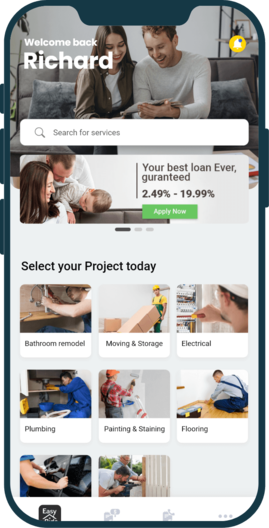 Welcome back
Richard
Search for services
Your best loan Ever,
guranteed
2.49% - 19.99%
Apply Now
Select your Project today
Bathroom remodel
Moving & Storage
Electrical
Plumbing
Painting & Staining
Flooring
Easy